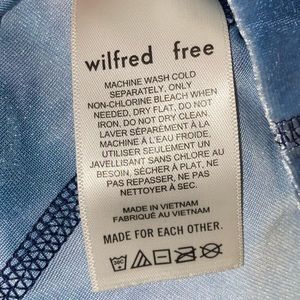 wilfred free
MACHINE WASH COLD
SEPARATELY, ONLY
NON-CHLORINE BLEACH WHEN
NEEDED, DRY FLAT, DO NOT
IRON, DO NOT DRY CLEAN.
LAVER SÉPARÉMENT À LA
MACHINE À L'EAU FROIDE,
UTILISER SEULEMENT UN
JAVELLISANT SANS CHLORE AU
BESOIN, SÉCHER À PLAT, NE
PAS REPASSER, NE PAS
NETTOYER À SEC.
MADE IN VIETNAM
FABRIQUÉ AU VIETNAM
MADE FOR EACH OTHER.
30C